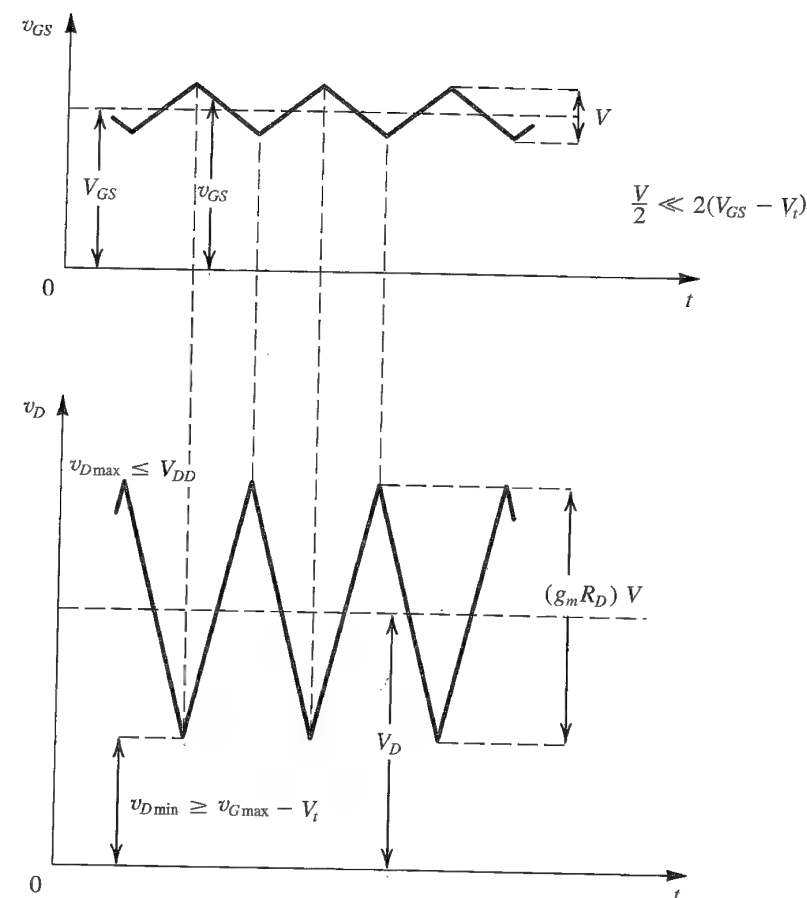 v_GS
V
V_GS
v_GS
V/2 ≪ 2(V_GS − V_t)
0
t
v_D
v_Dmax ≤ V_DD
(g_m R_D) V
V_D
v_Dmin ≥ v_Gmax − V_t
0
t